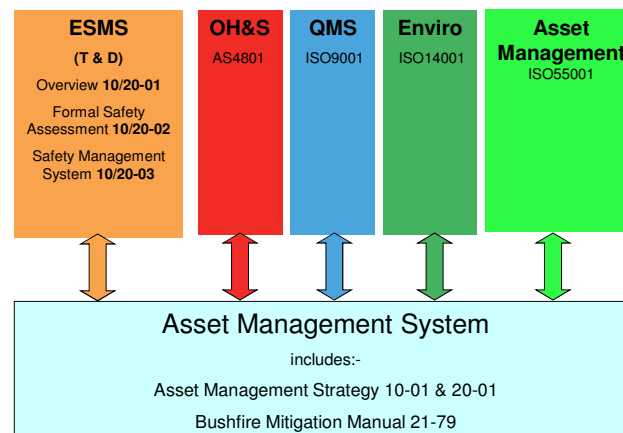 ESMS
(T & D)
Overview 10/20-01
Formal Safety
Assessment 10/20-02
Safety Management
System 10/20-03
OH&S
AS4801
QMS
ISO9001
Enviro
ISO14001
Asset
Management
ISO55001
Asset Management System
includes:-
Asset Management Strategy 10-01 & 20-01
Bushfire Mitigation Manual 21-79